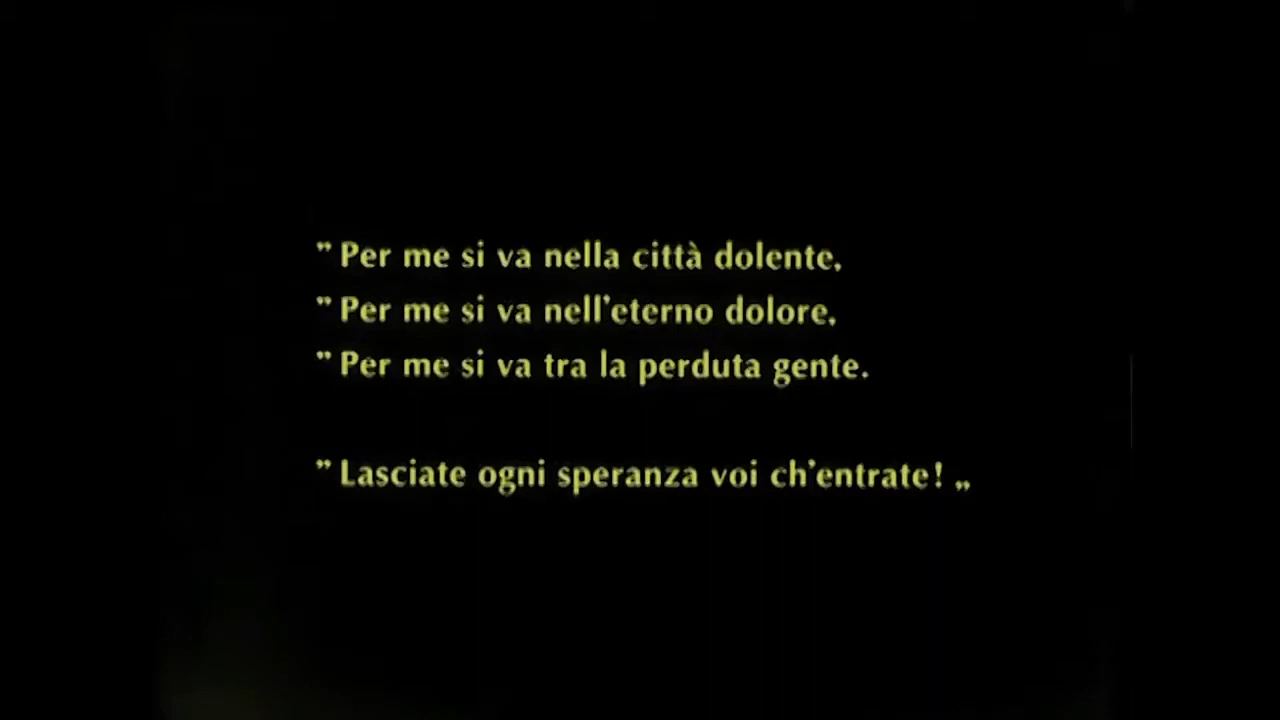 ” Per me si va nella città dolente,
” Per me si va nell'eterno dolore,
” Per me si va tra la perduta gente.
” Lasciate ogni speranza voi ch'entrate! „